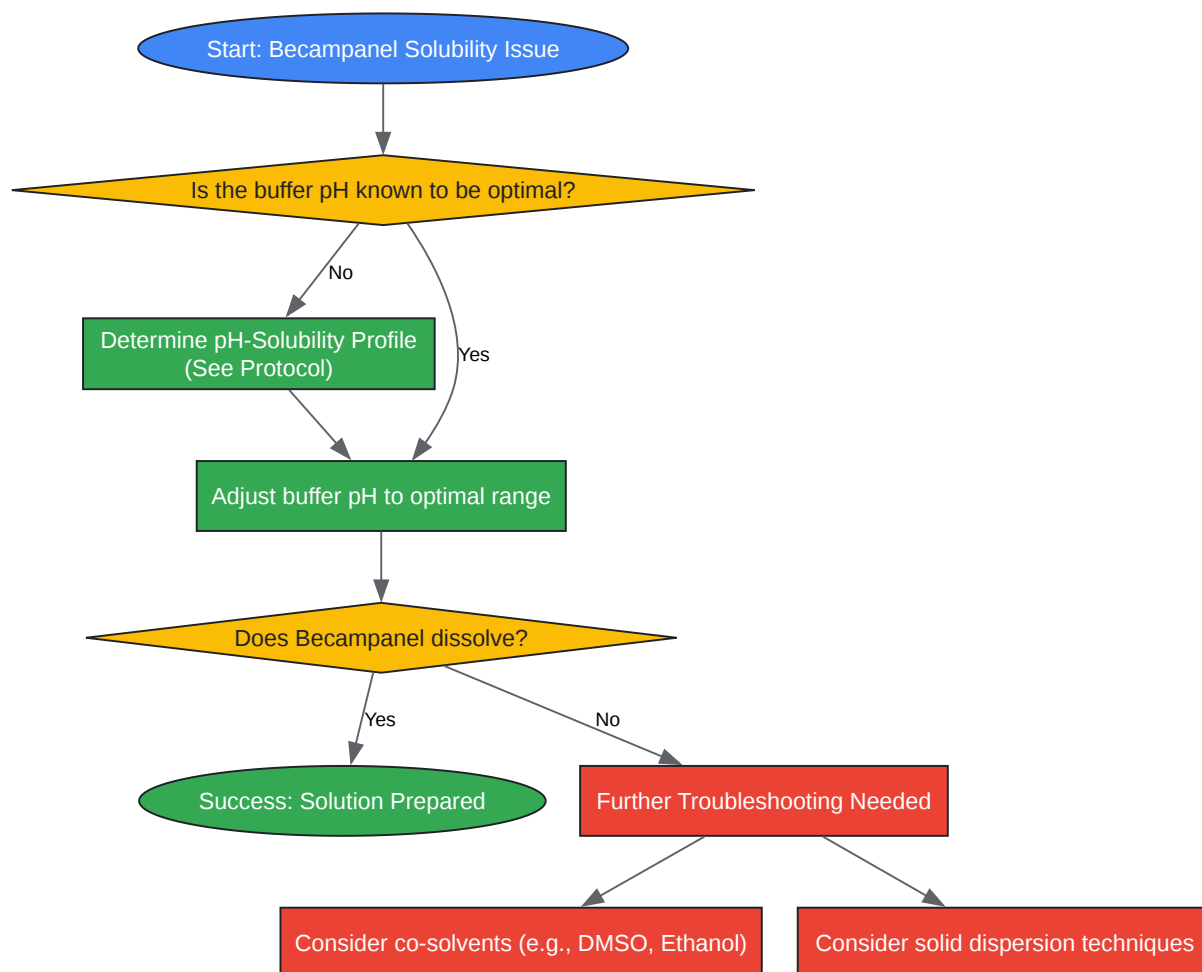 Start: Becampanel Solubility Issue
Is the buffer pH known to be optimal?
No
Determine pH-Solubility Profile
(See Protocol)
Yes
Adjust buffer pH to optimal range
Does Becampanel dissolve?
Yes
No
Success: Solution Prepared
Further Troubleshooting Needed
Consider co-solvents (e.g., DMSO, Ethanol)
Consider solid dispersion techniques